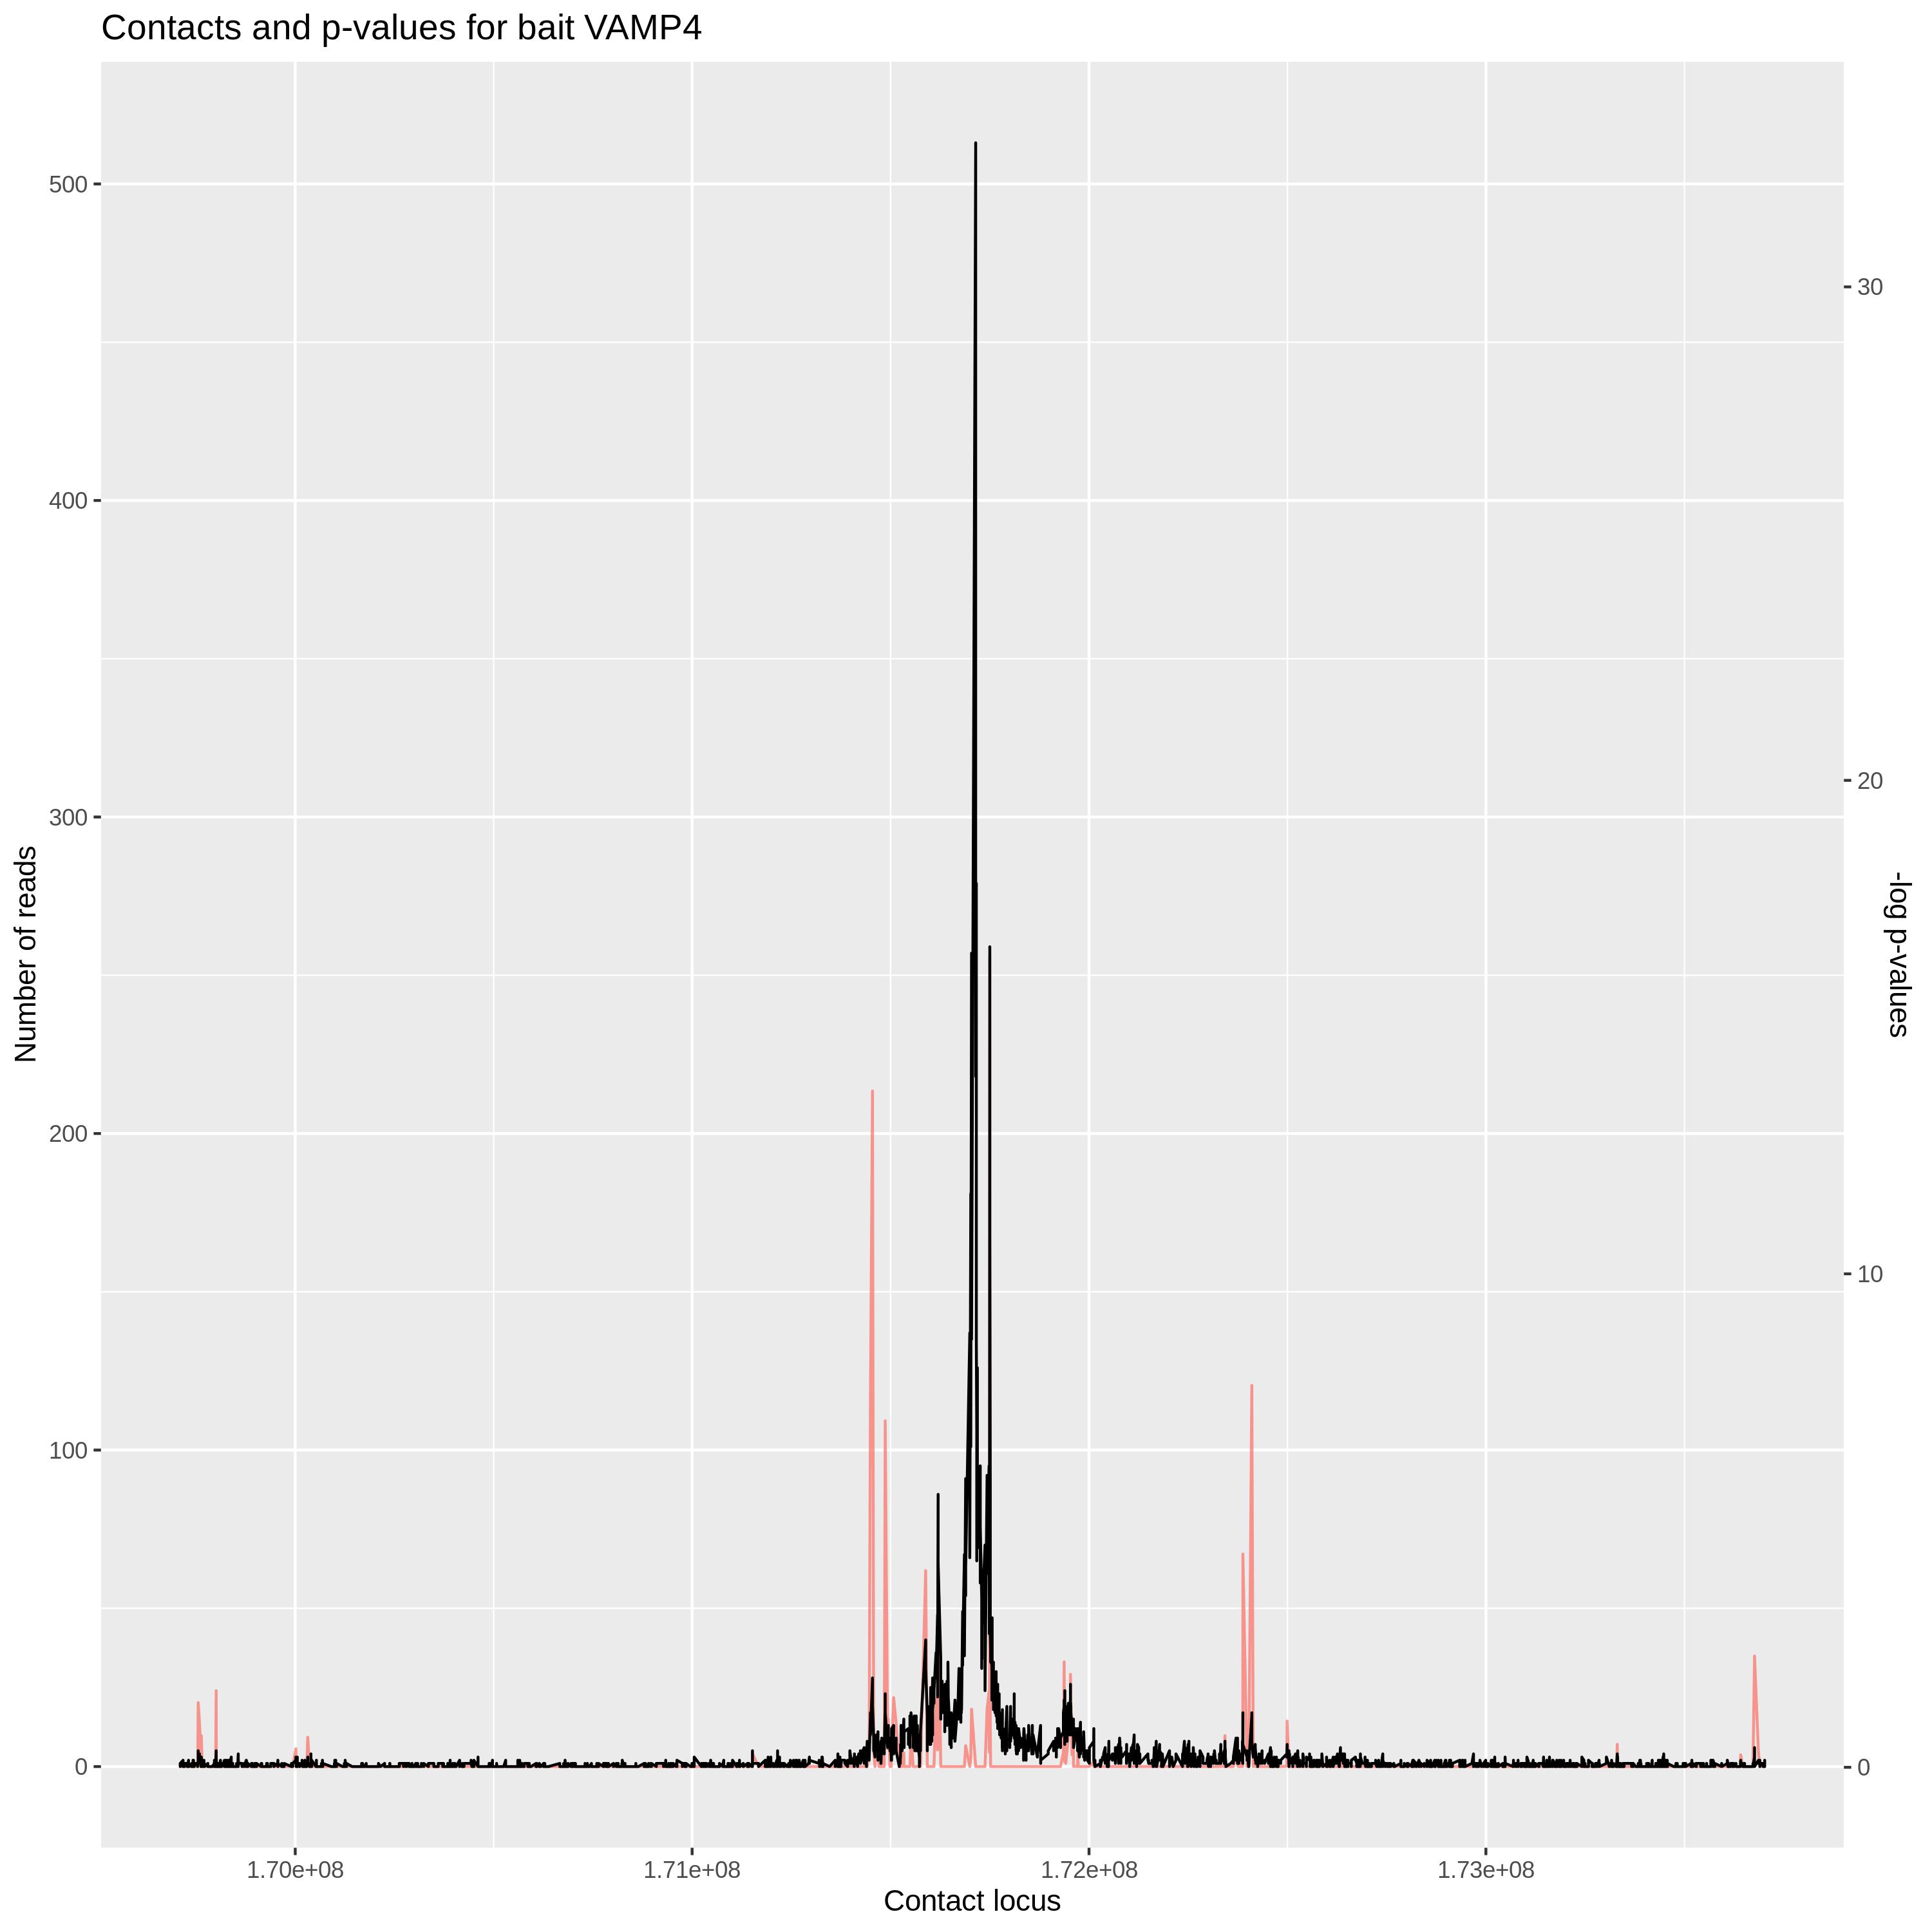 Contacts and p-values for bait VAMP4
500
400
300
200
100
0
Number of reads
30
20
10
0
-log p-values
1.70e+08
1.71e+08
1.72e+08
1.73e+08
Contact locus